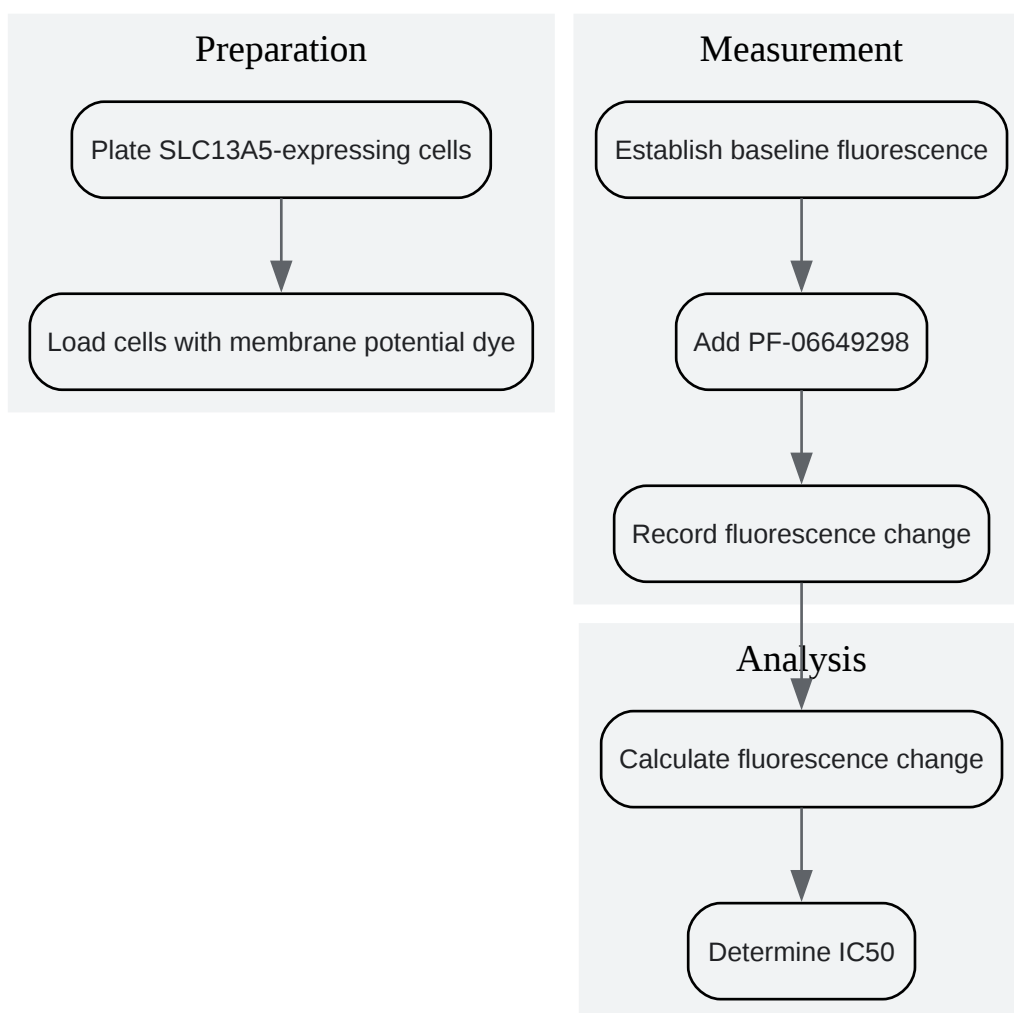 Preparation
Plate SLC13A5-expressing cells
Load cells with membrane potential dye
Measurement
Establish baseline fluorescence
Add PF-06649298
Record fluorescence change
Analysis
Calculate fluorescence change
Determine IC50